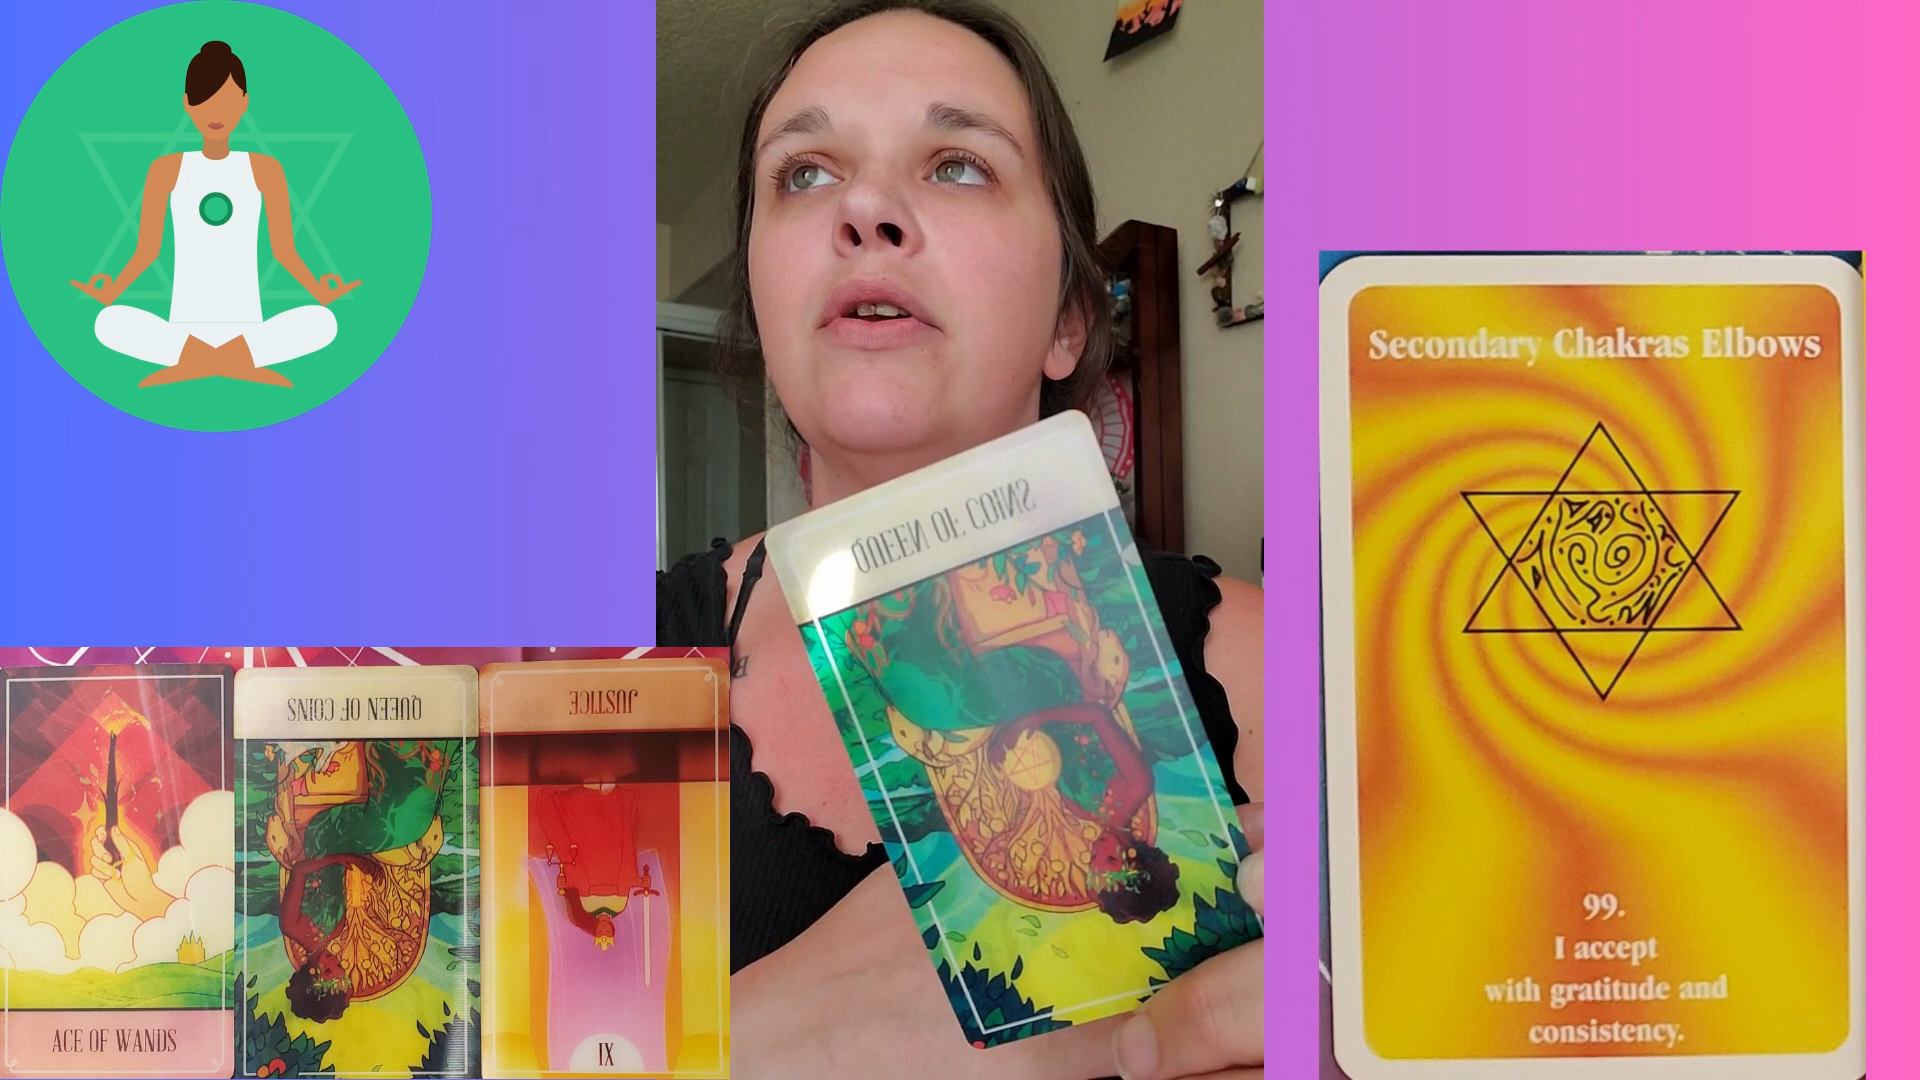 QUEEN OF COINS
Secondary Chakras Elbows
99.
I accept
with gratitude and
consistency.
ACE OF WANDS
QUEEN OF COINS
JUSTICE
XI